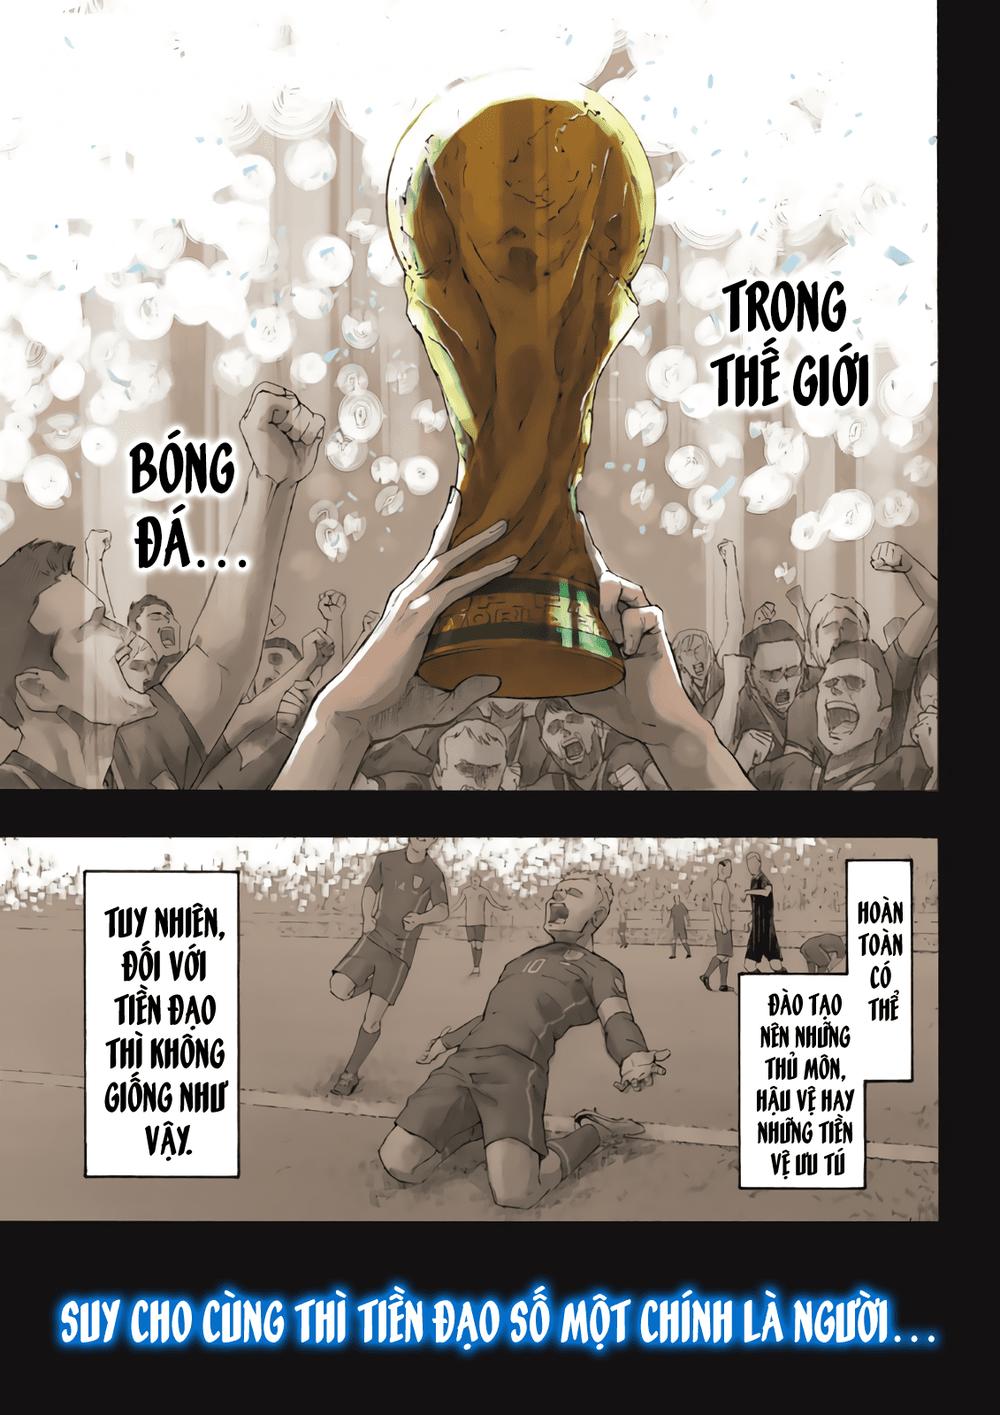 TRONG
THẾ GIỚI
BÓNG
ĐÁ...
HOÀN
TOÀN
CÓ
THỂ
ĐÀO TẠO
NÊN NHỮNG
THỦ MÔN,
HẬU VỆ HAY
NHỮNG TIỀN
VỆ ƯU TÚ
10
TUY NHIÊN,
ĐỐI VỚI
TIỀN ĐẠO
THÌ KHÔNG
GIỐNG NHƯ
VẬY.
SUY CHO CÙNG THÌ TIỀN ĐẠO SỐ MỘT CHÍNH LÀ NGƯỜI...